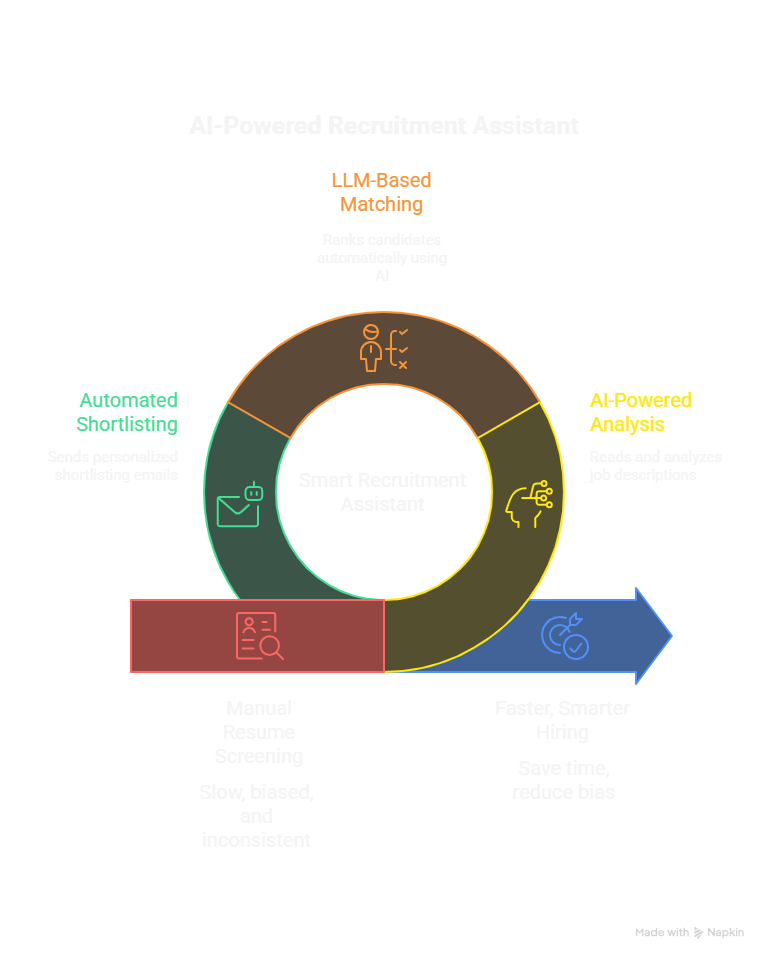 AI-Powered Recruitment Assistant
LLM-Based
Matching
Ranks candidates
automatically using
AI
Automated
Shortlisting
Sends personalized
shortlisting emails
AI-Powered
Analysis
Reads and analyzes
job descriptions
Smart Recruitment
Assistant
Manual
Resume
Screening
Slow, biased,
and
inconsistent
Faster, Smarter
Hiring
Save time,
reduce bias
Made with Napkin